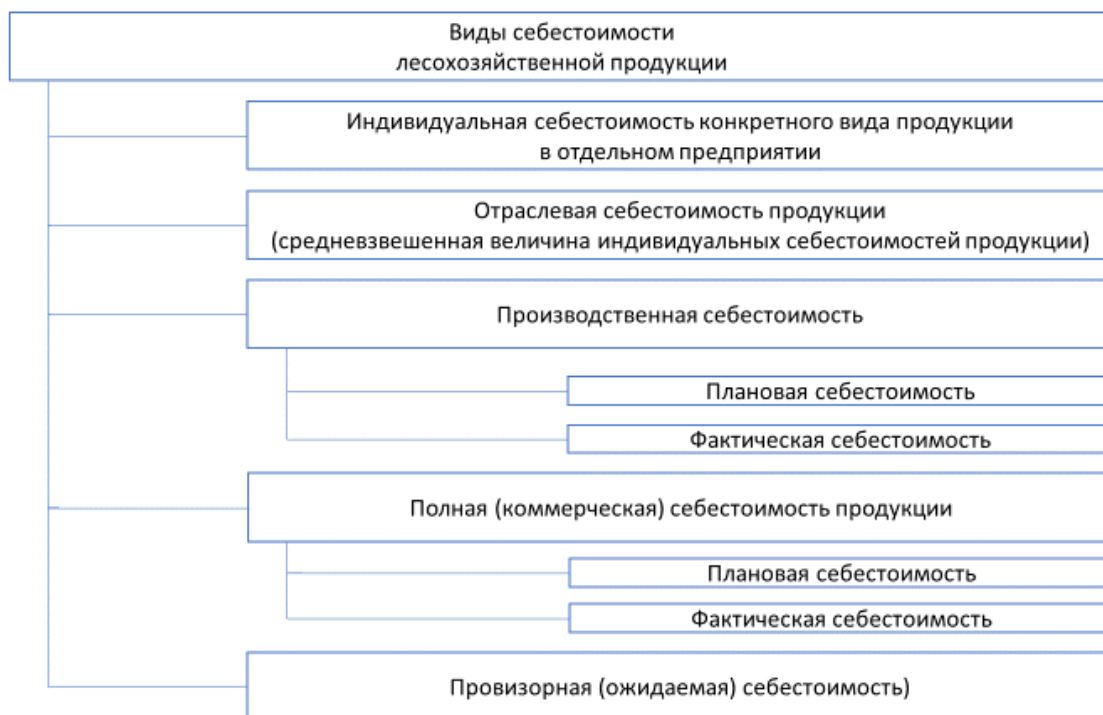 Виды себестоимости
лесохозяйственной продукции
Индивидуальная себестоимость конкретного вида продукции
в отдельном предприятии
Отраслевая себестоимость продукции
(средневзвешенная величина индивидуальных себестоимостей продукции)
Производственная себестоимость
Плановая себестоимость
Фактическая себестоимость
Полная (коммерческая) себестоимость продукции
Плановая себестоимость
Фактическая себестоимость
Провизорная (ожидаемая) себестоимость)